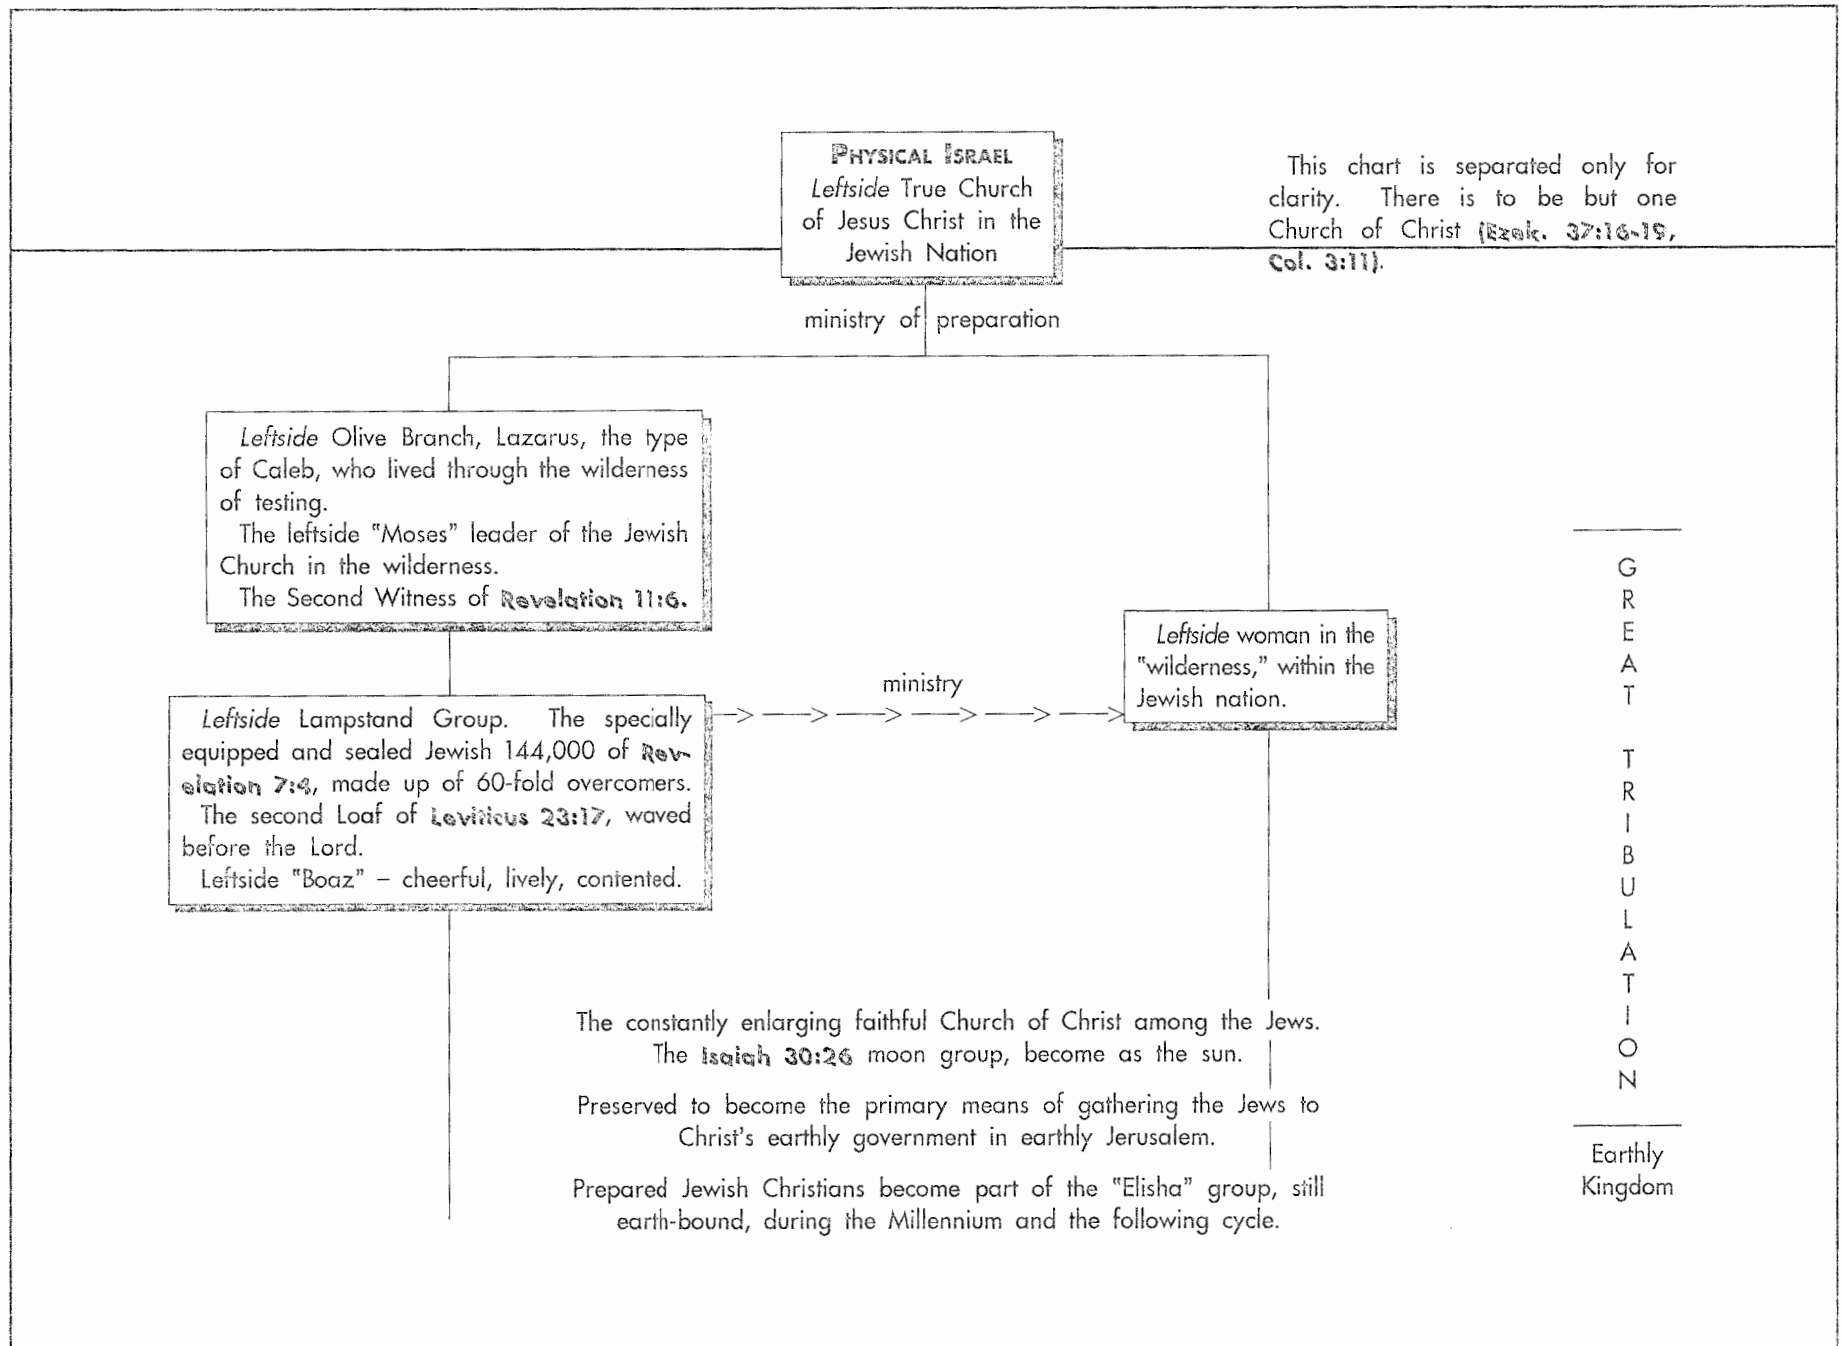 PHYSICAL ISRAEL
Leftside True Church
of Jesus Christ in the
Jewish Nation
This chart is separated only for
clarity. There is to be but one
Church of Christ (Ezek. 37:16-19,
Col. 3:11).
ministry of preparation
Leftside Olive Branch, Lazarus, the type
of Caleb, who lived through the wilderness
of testing.
The leftside "Moses" leader of the Jewish
Church in the wilderness.
The Second Witness of Revelation 11:6.
Leftside woman in the
"wilderness," within the
Jewish nation.
ministry
Leftside Lampstand Group. The specially
equipped and sealed Jewish 144,000 of Rev-
elation 7:4, made up of 60-fold overcomers.
The second Loaf of Leviticus 23:17, waved
before the Lord.
Leftside "Boaz" – cheerful, lively, contented.
GREAT TRIBULATION
The constantly enlarging faithful Church of Christ among the Jews.
The Isaiah 30:26 moon group, become as the sun.
Preserved to become the primary means of gathering the Jews to
Christ's earthly government in earthly Jerusalem.
Prepared Jewish Christians become part of the "Elisha" group, still
earth-bound, during the Millennium and the following cycle.
Earthly
Kingdom